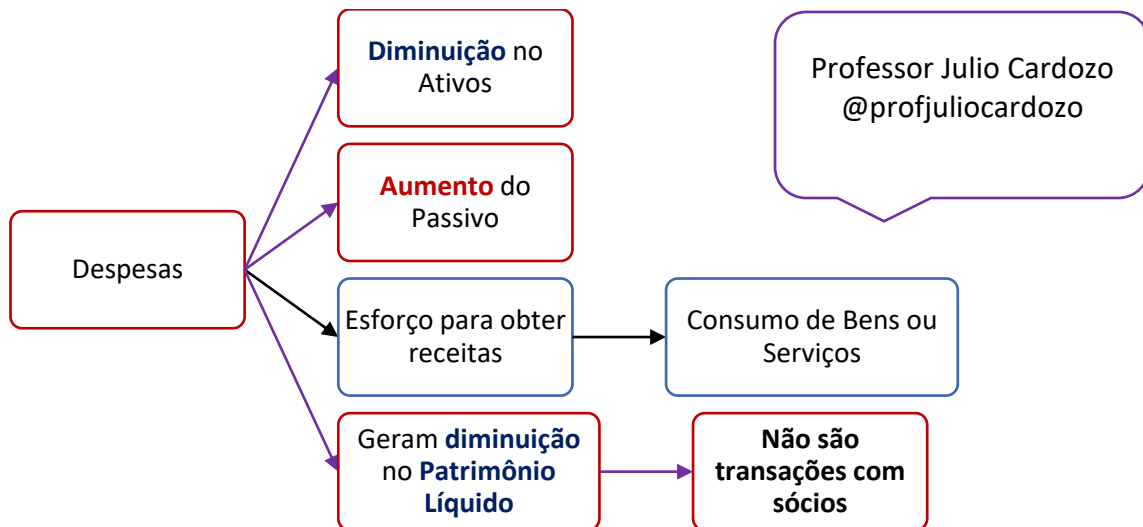 Diminuição no
Ativos
Professor Julio Cardozo
@profjuliocardozo
Aumento do
Passivo
Despesas
Esforço para obter
receitas
Consumo de Bens ou
Serviços
Geram diminuição
no Patrimônio
Líquido
Não são
transações com
sócios